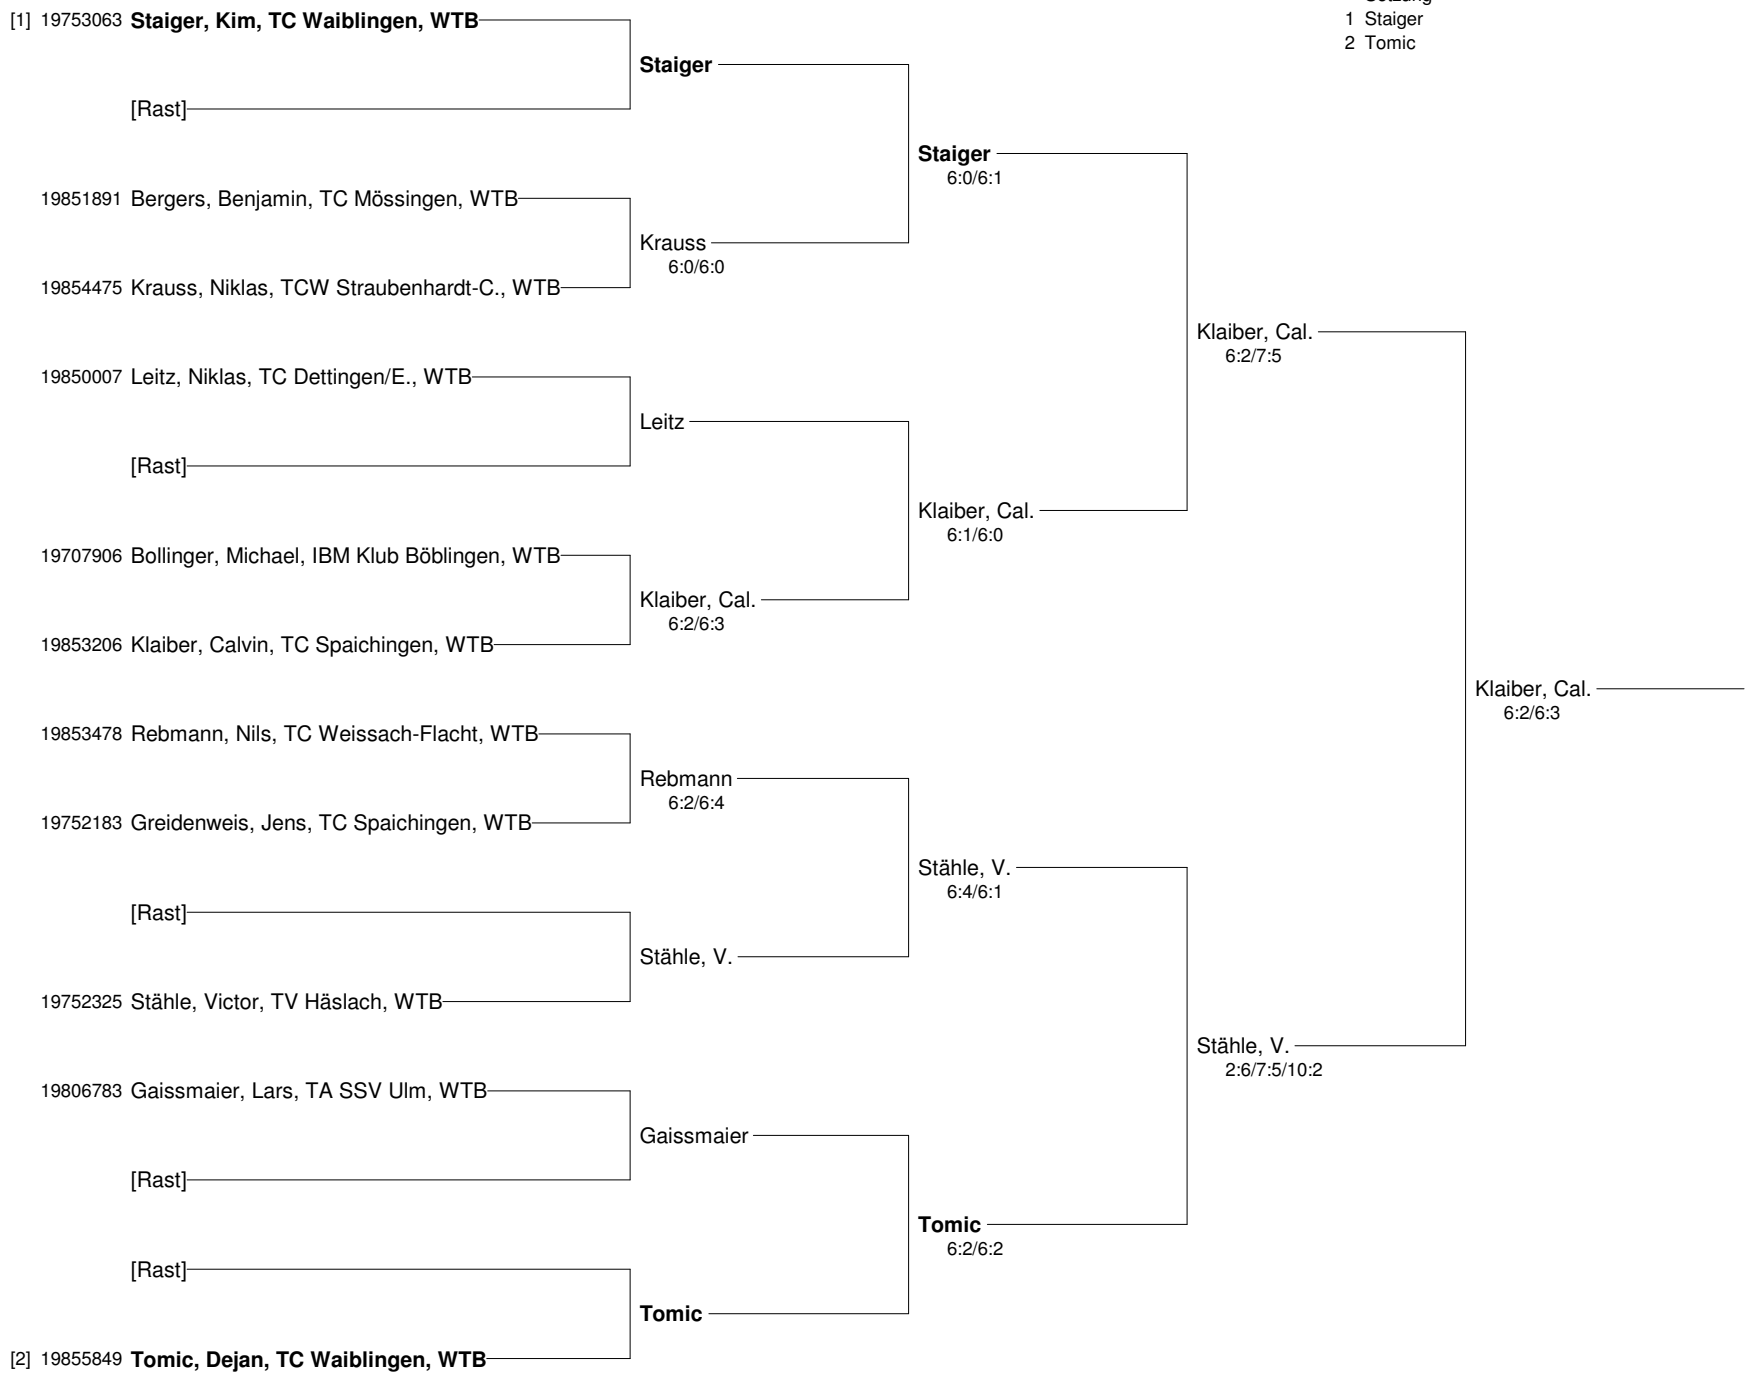 Setzung
1 Staiger
2 Tomic
[1] 19753063 Staiger, Kim, TC Waiblingen, WTB
Staiger
[Rast]
Staiger
6:0/6:1
19851891 Bergers, Benjamin, TC Mössingen, WTB
Krauss
6:0/6:0
19854475 Krauss, Niklas, TCW Straubenhardt-C., WTB
Klaiber, Cal.
6:2/7:5
19850007 Leitz, Niklas, TC Dettingen/E., WTB
Leitz
[Rast]
Klaiber, Cal.
6:1/6:0
19707906 Bollinger, Michael, IBM Klub Böblingen, WTB
Klaiber, Cal.
6:2/6:3
19853206 Klaiber, Calvin, TC Spaichingen, WTB
Klaiber, Cal.
6:2/6:3
19853478 Rebmann, Nils, TC Weissach-Flacht, WTB
Rebmann
6:2/6:4
19752183 Greidenweis, Jens, TC Spaichingen, WTB
Stähle, V.
6:4/6:1
[Rast]
Stähle, V.
19752325 Stähle, Victor, TV Häslach, WTB
Stähle, V.
2:6/7:5/10:2
19806783 Gaissmaier, Lars, TA SSV Ulm, WTB
Gaissmaier
[Rast]
Tomic
6:2/6:2
[Rast]
Tomic
[2] 19855849 Tomic, Dejan, TC Waiblingen, WTB